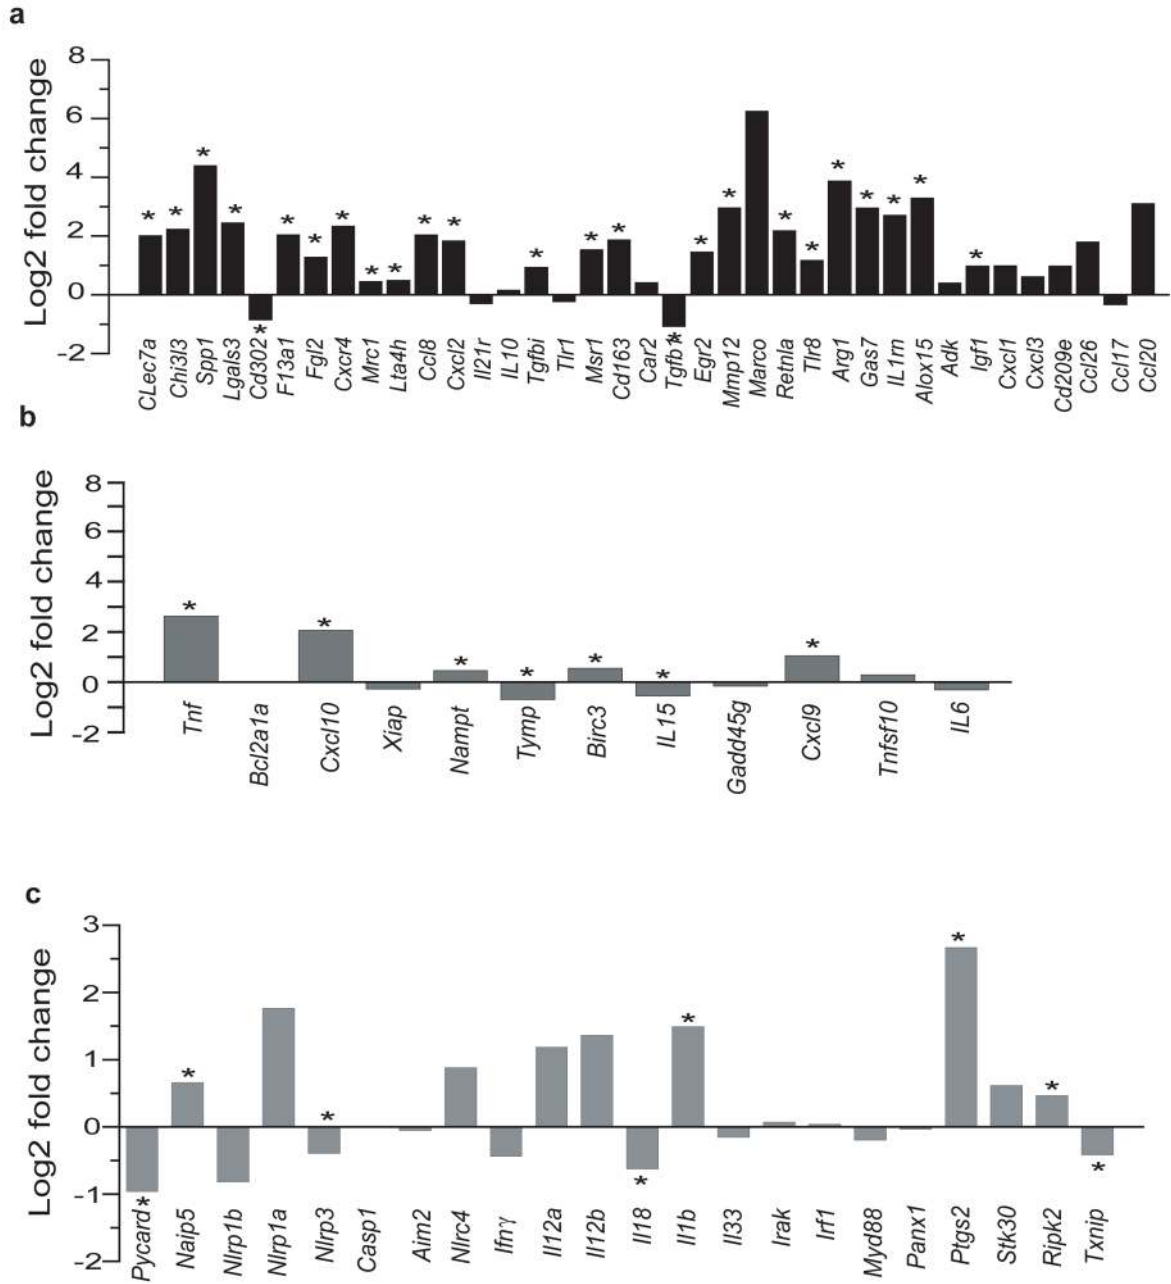 a
Log2 fold change
8
6
4
2
0
-2
* * * * * * * * * * * * * * * * * * * * * * * * * *
CLec7a Chi3l3 Spp1 Lgals3 Cd302 F13a1 Fgl2 Cxcr4 Mrc1 Lta4h Ccl8 Cxcl2 Il21r IL10 Tgfbi Tlr1 Msr1 Cd163 Car2 Tgfb1 Egr2 Mmp12 Marco Retnla Tlr8 Arg1 Gas7 IL1rn Alox15 Adk Igf1 Cxcl1 Cxcl3 Cd209e Ccl26 Ccl17 Ccl20
b
Log2 fold change
8
6
4
2
0
-2
* * * * * * *
Tnf Bcl2a1a Cxcl10 Xiap Nampt Tymp Birc3 IL15 Gadd45g Cxcl9 Tnfsf10 IL6
c
Log2 fold change
3
2
1
0
-1
-2
* * * * * * * *
Pycard Naip5 Nlrp1b Nlrp1a Nlrp3 Casp1 Aim2 Nlrc4 Ifnγ Il12a Il12b Il18 Il1b Il33 Irak Irf1 Myd88 Panx1 Ptgs2 Stk30 Ripk2 Txnip